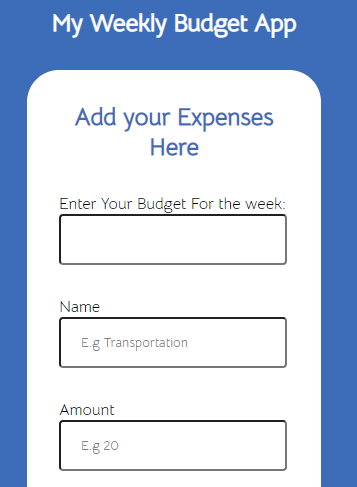 My Weekly Budget App
Add your Expenses
Here
Enter Your Budget For the week:
Name
E.g Transportation
Amount
E.g 20